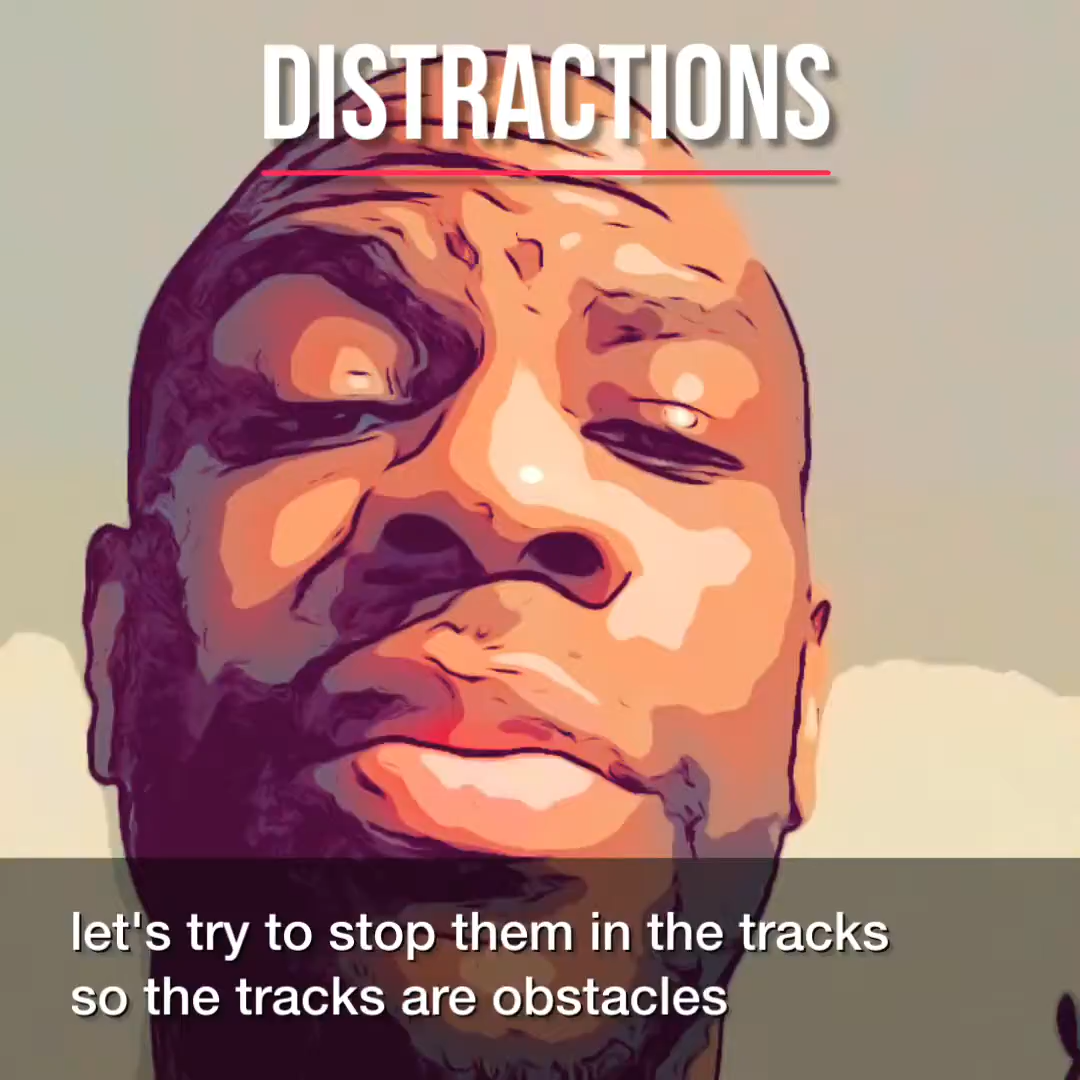 DISTRACTIONS
let's try to stop them in the tracks
so the tracks are obstacles